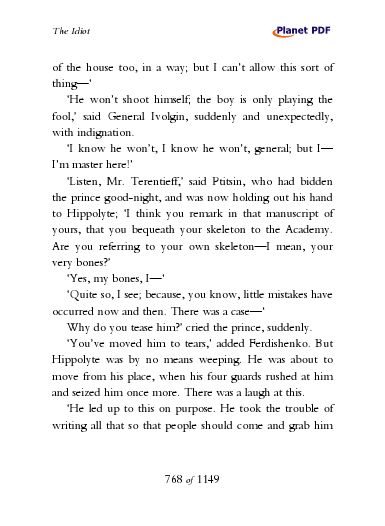 The Idiot
Planet PDF
of the house too, in a way; but I can’t allow this sort of
thing—‘
‘He won’t shoot himself; the boy is only playing the
fool,’ said General Ivolgin, suddenly and unexpectedly,
with indignation.
‘I know he won’t, I know he won’t, general; but I—
I’m master here!’
‘Listen, Mr. Terentieff,’ said Ptitsin, who had bidden
the prince good-night, and was now holding out his hand
to Hippolyte; ‘I think you remark in that manuscript of
yours, that you bequeath your skeleton to the Academy.
Are you referring to your own skeleton—I mean, your
very bones?’
‘Yes, my bones, I—‘
‘Quite so, I see; because, you know, little mistakes have
occurred now and then. There was a case—‘
Why do you tease him?’ cried the prince, suddenly.
‘You’ve moved him to tears,’ added Ferdishenko. But
Hippolyte was by no means weeping. He was about to
move from his place, when his four guards rushed at him
and seized him once more. There was a laugh at this.
‘He led up to this on purpose. He took the trouble of
writing all that so that people should come and grab him
768 of 1149